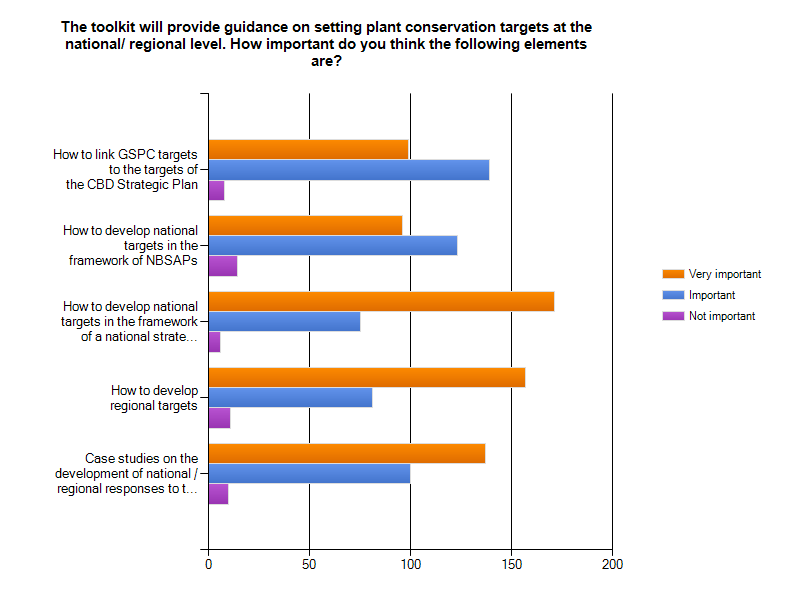 The toolkit will provide guidance on setting plant conservation targets at the
national/ regional level. How important do you think the following elements
are?
How to link GSPC targets
to the targets of
the CBD Strategic Plan
How to develop national
targets in the
framework of NBSAPs
How to develop national
targets in the framework
of a national strate...
How to develop
regional targets
Case studies on the
development of national /
regional responses to t...
0 50 100 150 200
Very important
Important
Not important